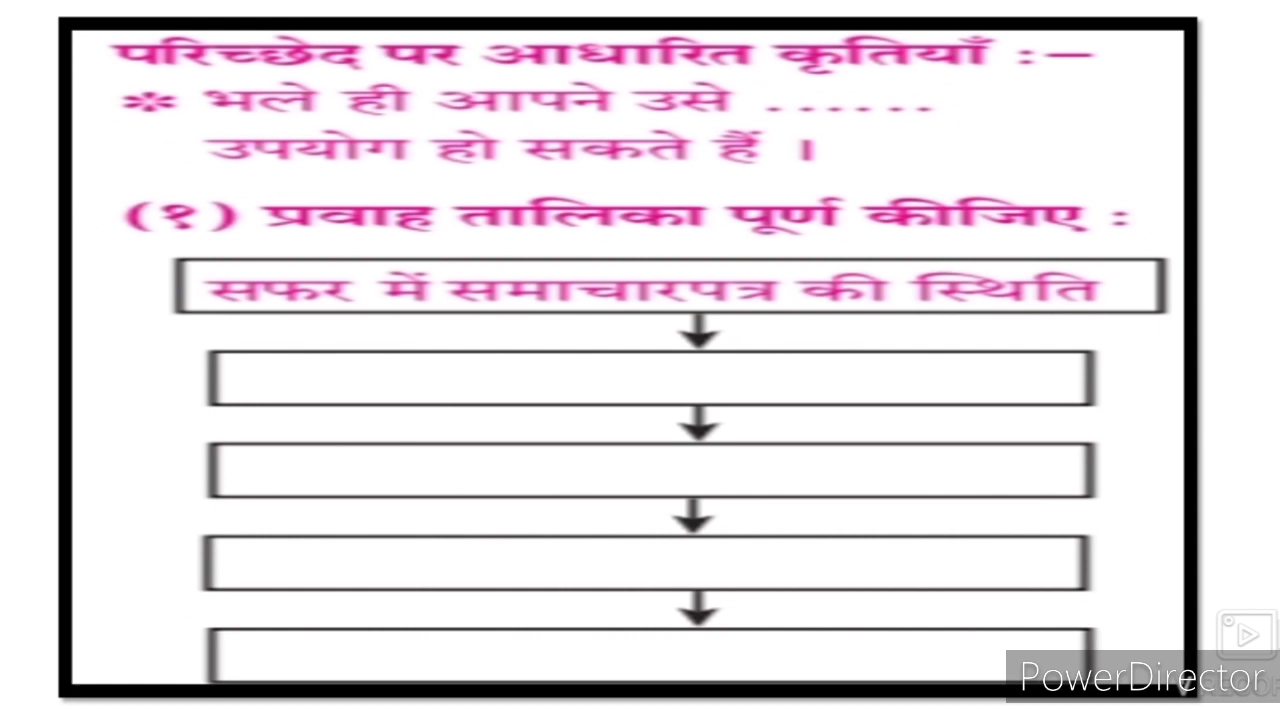 परिच्छेद पर आधारित कृतियाँ :–
* भले ही आपने उसे ......
उपयोग हो सकते हैं ।
(१) प्रवाह तालिका पूर्ण कीजिए :
सफर में समाचारपत्र की स्थिति
PowerDirector